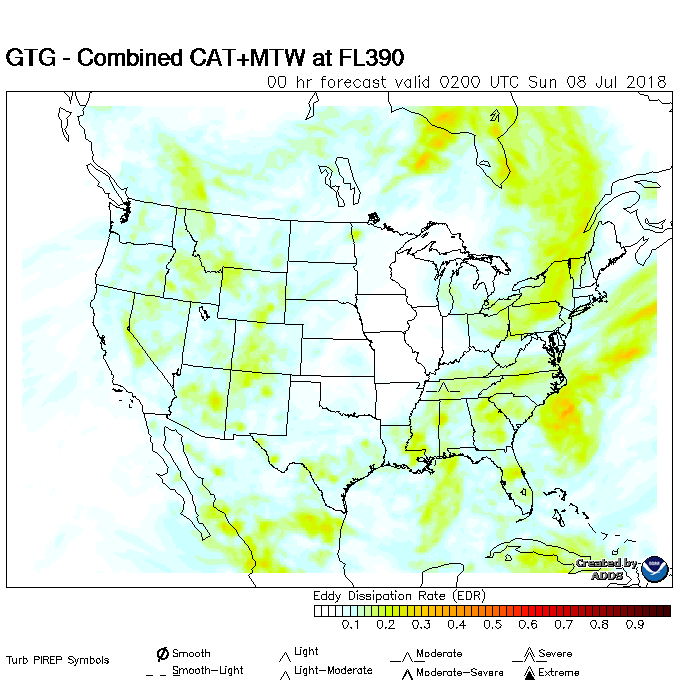 GTG - Combined CAT+MTW at FL390
00 hr forecast valid 0200 UTC Sun 08 Jul 2018
Created by
ADDS
Eddy Dissipation Rate (EDR)
0.1 0.2 0.3 0.4 0.5 0.6 0.7 0.8 0.9
Turb PIREP Symbols
Smooth Light Moderate Severe
Smooth-Light Light-Moderate Moderate-Severe Extreme